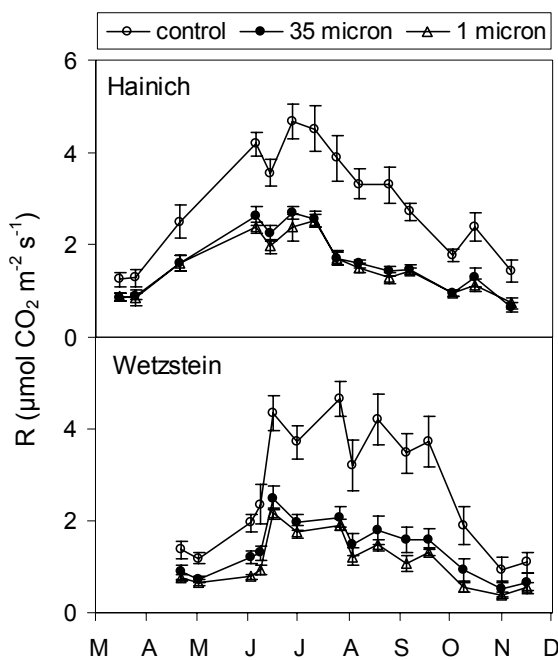 control 35 micron 1 micron
Hainich
6
4
2
0
R (µmol CO₂ m⁻² s⁻¹)
Wetzstein
4
2
0
M A M J J A S O N D